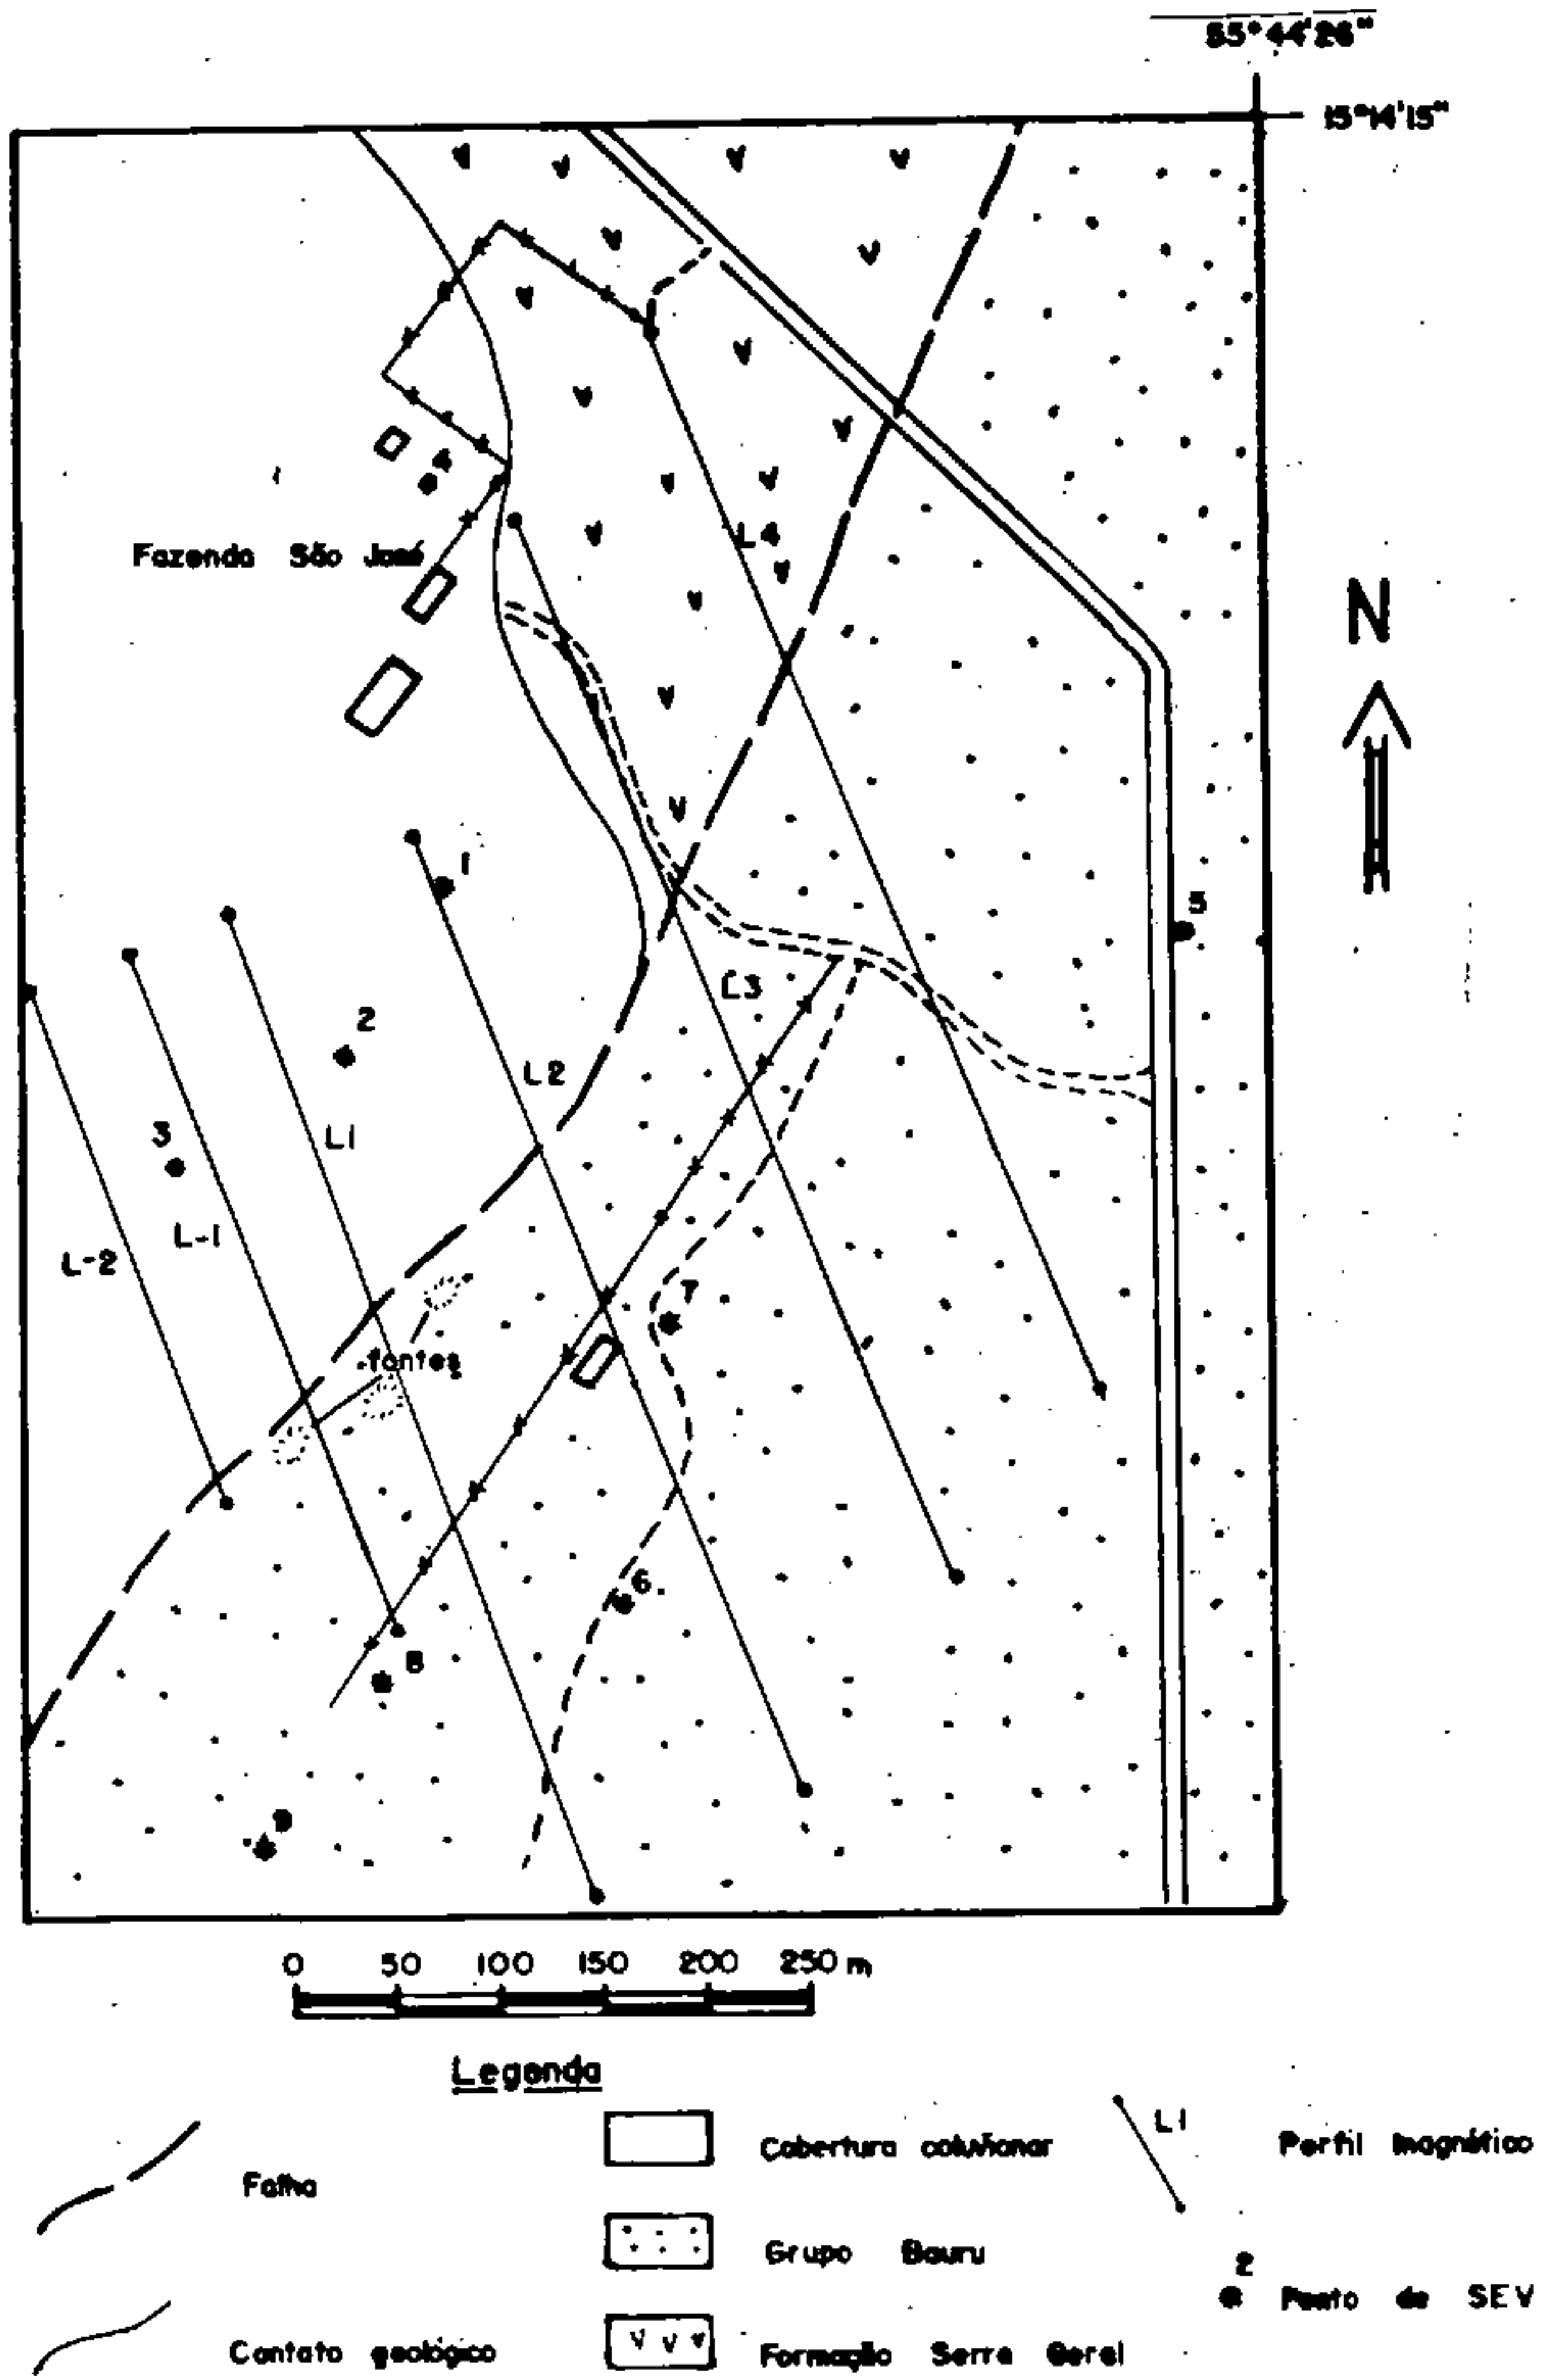 55°44'26"
15°14'15"
4
L4
Fazenda São José
N
1
5
L3
2
L2
3
L1
L-1
L-2
7
fontes
6
8
9
0 50 100 150 200 250 m
Legenda
Falha
Contato geológico
Cobertura coluvionar
Grupo Bauru
Formação Serra Geral
L1
Perfil magnético
2
Ponto de SEV